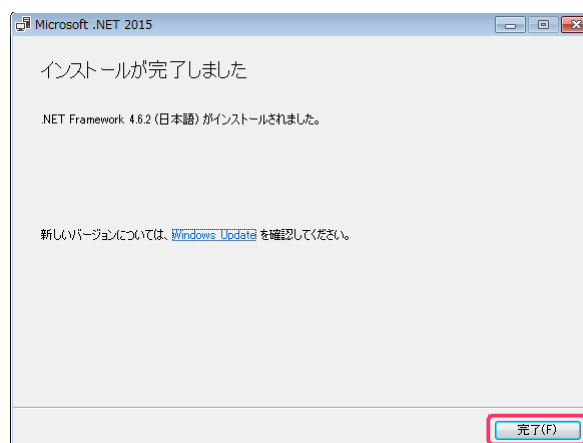 Microsoft .NET 2015
インストールが完了しました
.NET Framework 4.6.2 (日本語) がインストールされました。
新しいバージョンについては、Windows Update を確認してください。
完了(F)